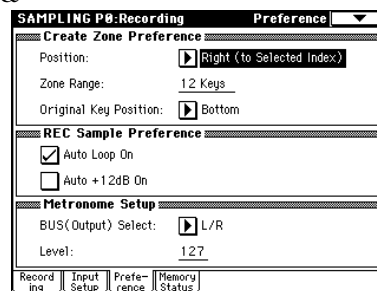 SAMPLING P0:Recording Preference
Create Zone Preference
Position: Right (to Selected Index)
Zone Range: 12 Keys
Original Key Position: Bottom
REC Sample Preference
Auto Loop On
Auto +12dB On
Metronome Setup
BUS(Output) Select: L/R
Level: 127
Record ing Input Setup Prefe- rence Memory Status